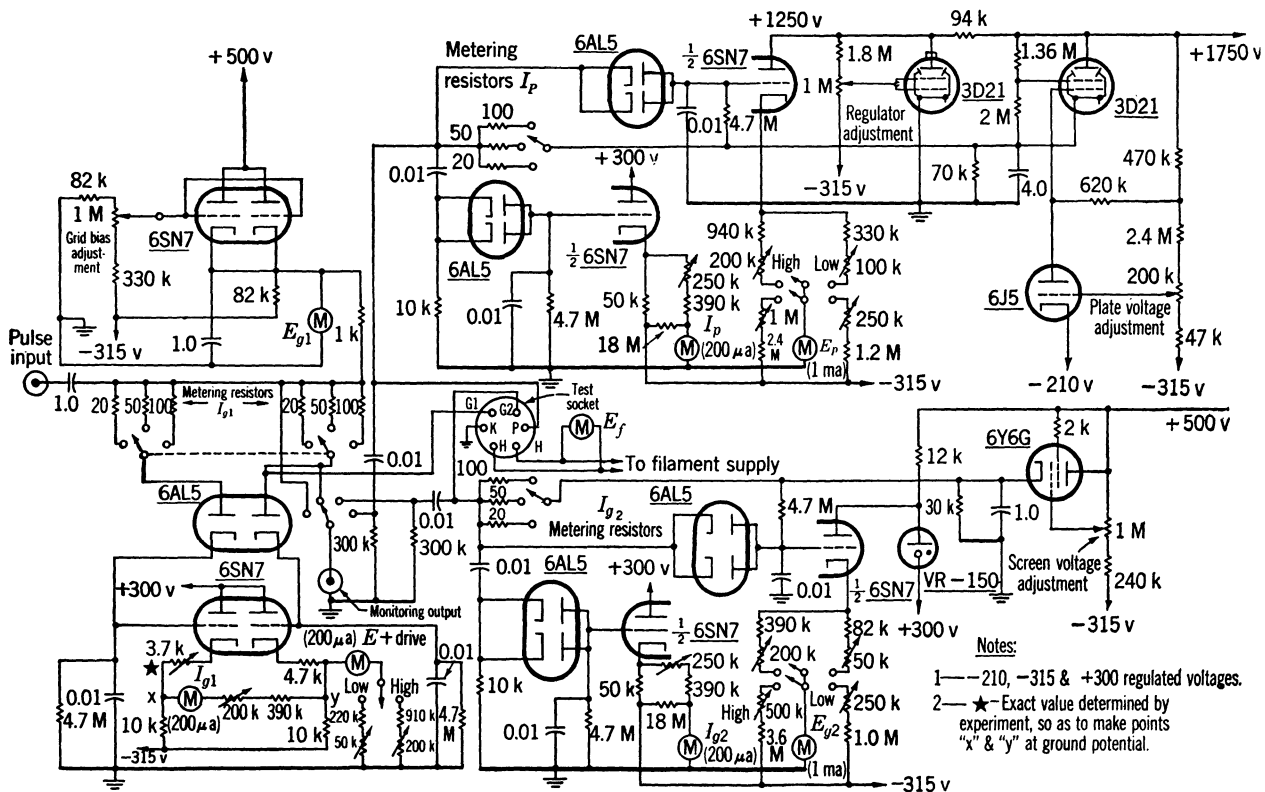 +500 v
82 k
1 M
Grid bias
adjust-
ment
330 k
6SN7
82 k
-315 v
1.0
E_g1
M
1 k
Pulse
input
1.0
Metering resistors
I_g1
20
50
100
20
50
100
6AL5
+300 v
6SN7
3.7 k
★
x
I_g1
M
(200 μa)
200 k
390 k
y
4.7 k
(200 μa) E + drive
M
Low
High
220 k
50 k
910 k
200 k
0.01
4.7 M
10 k
10 k
-315 v
0.01
4.7
M
300 k
300 k
Monitoring output
0.01
0.01
Metering
resistors I_P
100
50
20
0.01
6AL5
½ 6SN7
+1250 v
0.01
4.7 M
6AL5
+300 v
½ 6SN7
10 k
0.01
4.7 M
50 k
250 k
390 k
18 M
I_p
M
(200 μa)
940 k
200 k
High
Low
330 k
100 k
1 M
2.4
M
M
E_P
(1 ma)
250 k
1.2 M
-315 v
1.8 M
1 M
Regulator
adjustment
-315 v
94 k
3D21
1.36 M
2 M
3D21
+1750 v
70 k
4.0
470 k
620 k
2.4 M
6J5
200 k
Plate voltage
adjustment
47 k
-210 v
-315 v
Test
socket
G1
G2
K
P
H
H
M
E_f
To filament supply
100
50
20
I_g2
Metering resistors
6AL5
4.7 M
0.01
½ 6SN7
0.01
6AL5
+300 v
½ 6SN7
10 k
0.01
4.7 M
50 k
250 k
390 k
18 M
M
I_g2
(200 μa)
390 k
200 k
High
Low
82 k
50 k
500 k
3.6
M
M
E_g2
(1 ma)
250 k
1.0 M
-315 v
12 k
VR-150
+300 v
30 k
1.0
6Y6G
2 k
+500 v
1 M
Screen voltage
adjustment
240 k
-315 v
Notes:
1— -210, -315 & +300 regulated voltages.
2— ★-Exact value determined by
experiment, so as to make points
"x" & "y" at ground potential.